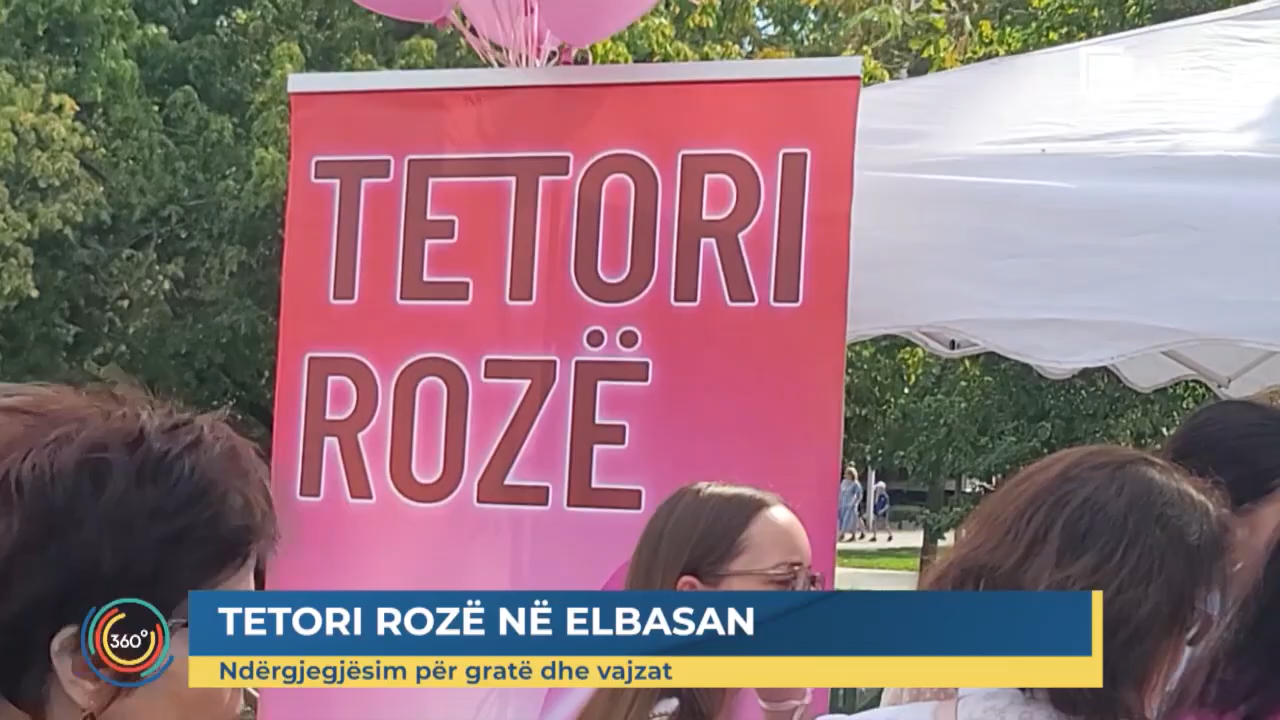 TETORI
ROZË
360°
TETORI ROZË NË ELBASAN
Ndërgjegjësim për gratë dhe vajzat